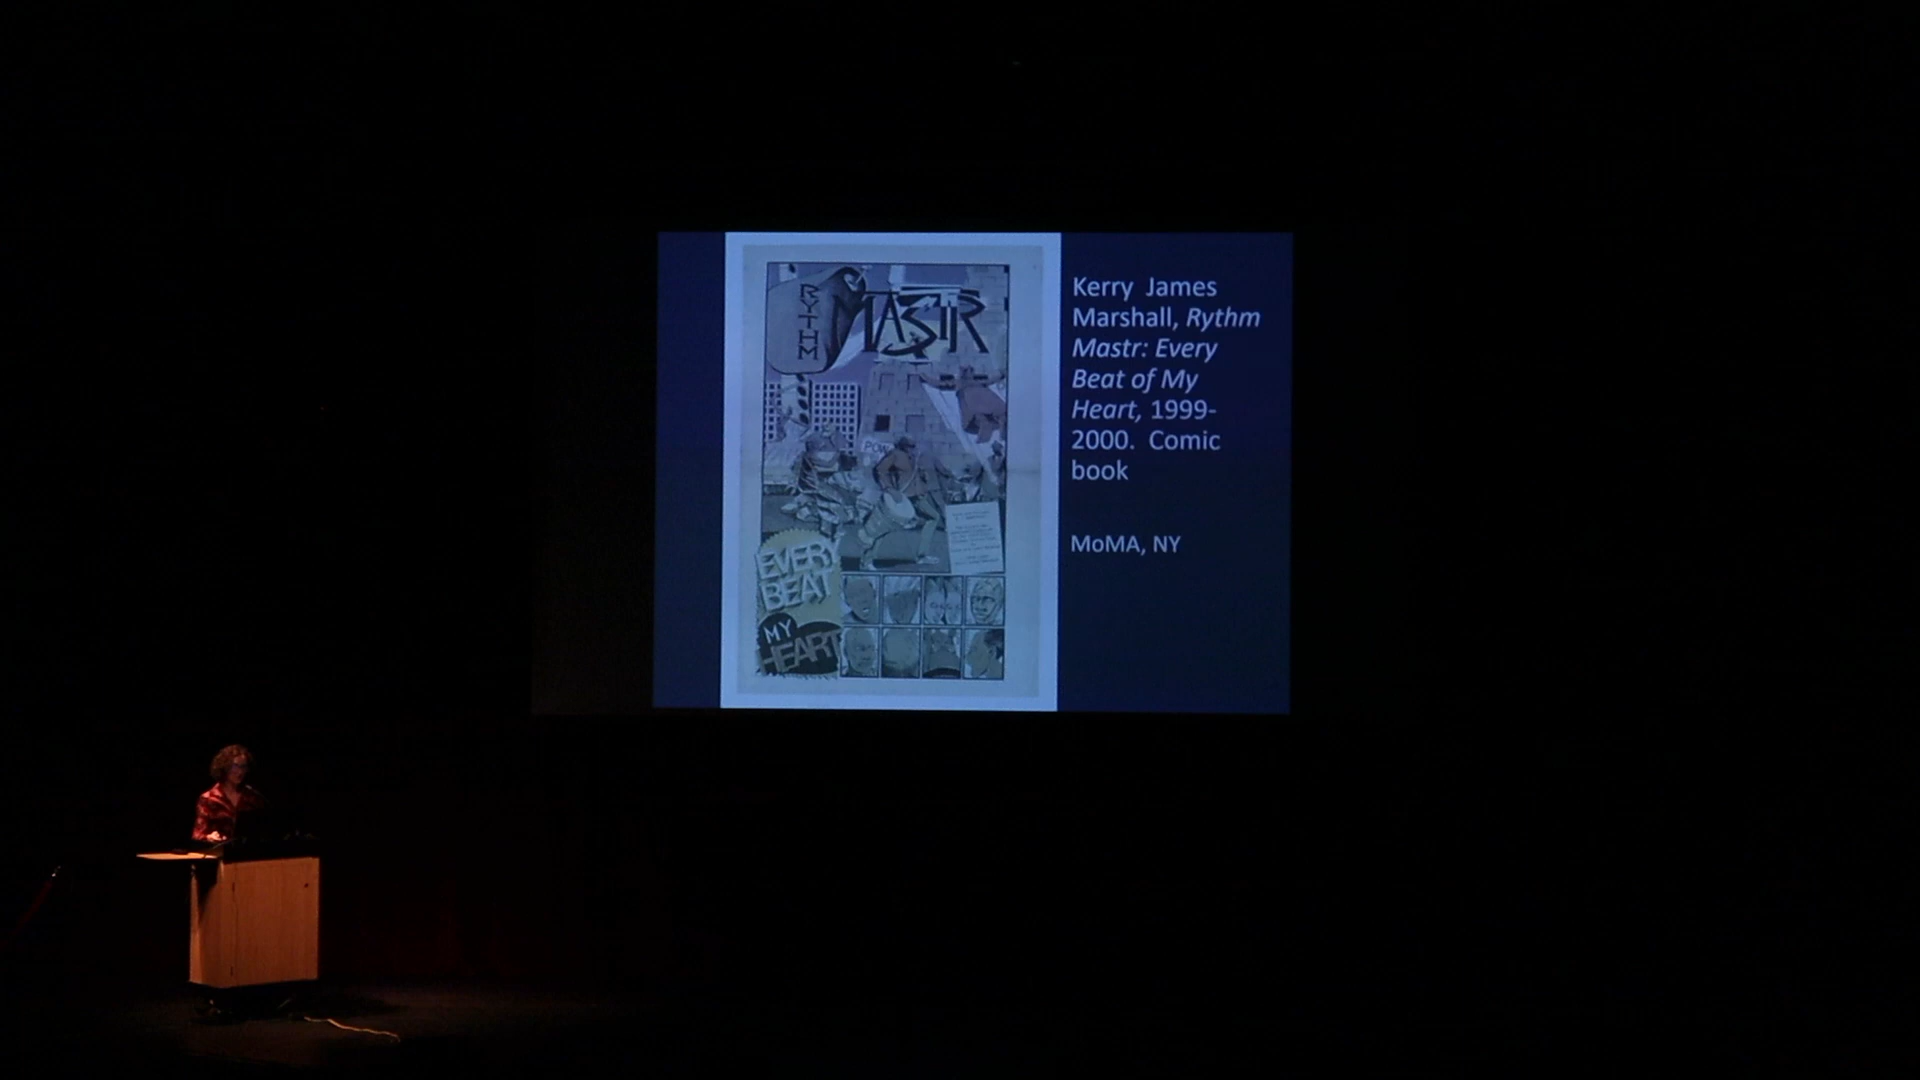 RYTHM
MASTR
POW
EVERY
BEAT
MY
HEART
Kerry James
Marshall, Rythm
Mastr: Every
Beat of My
Heart, 1999-
2000. Comic
book
MoMA, NY